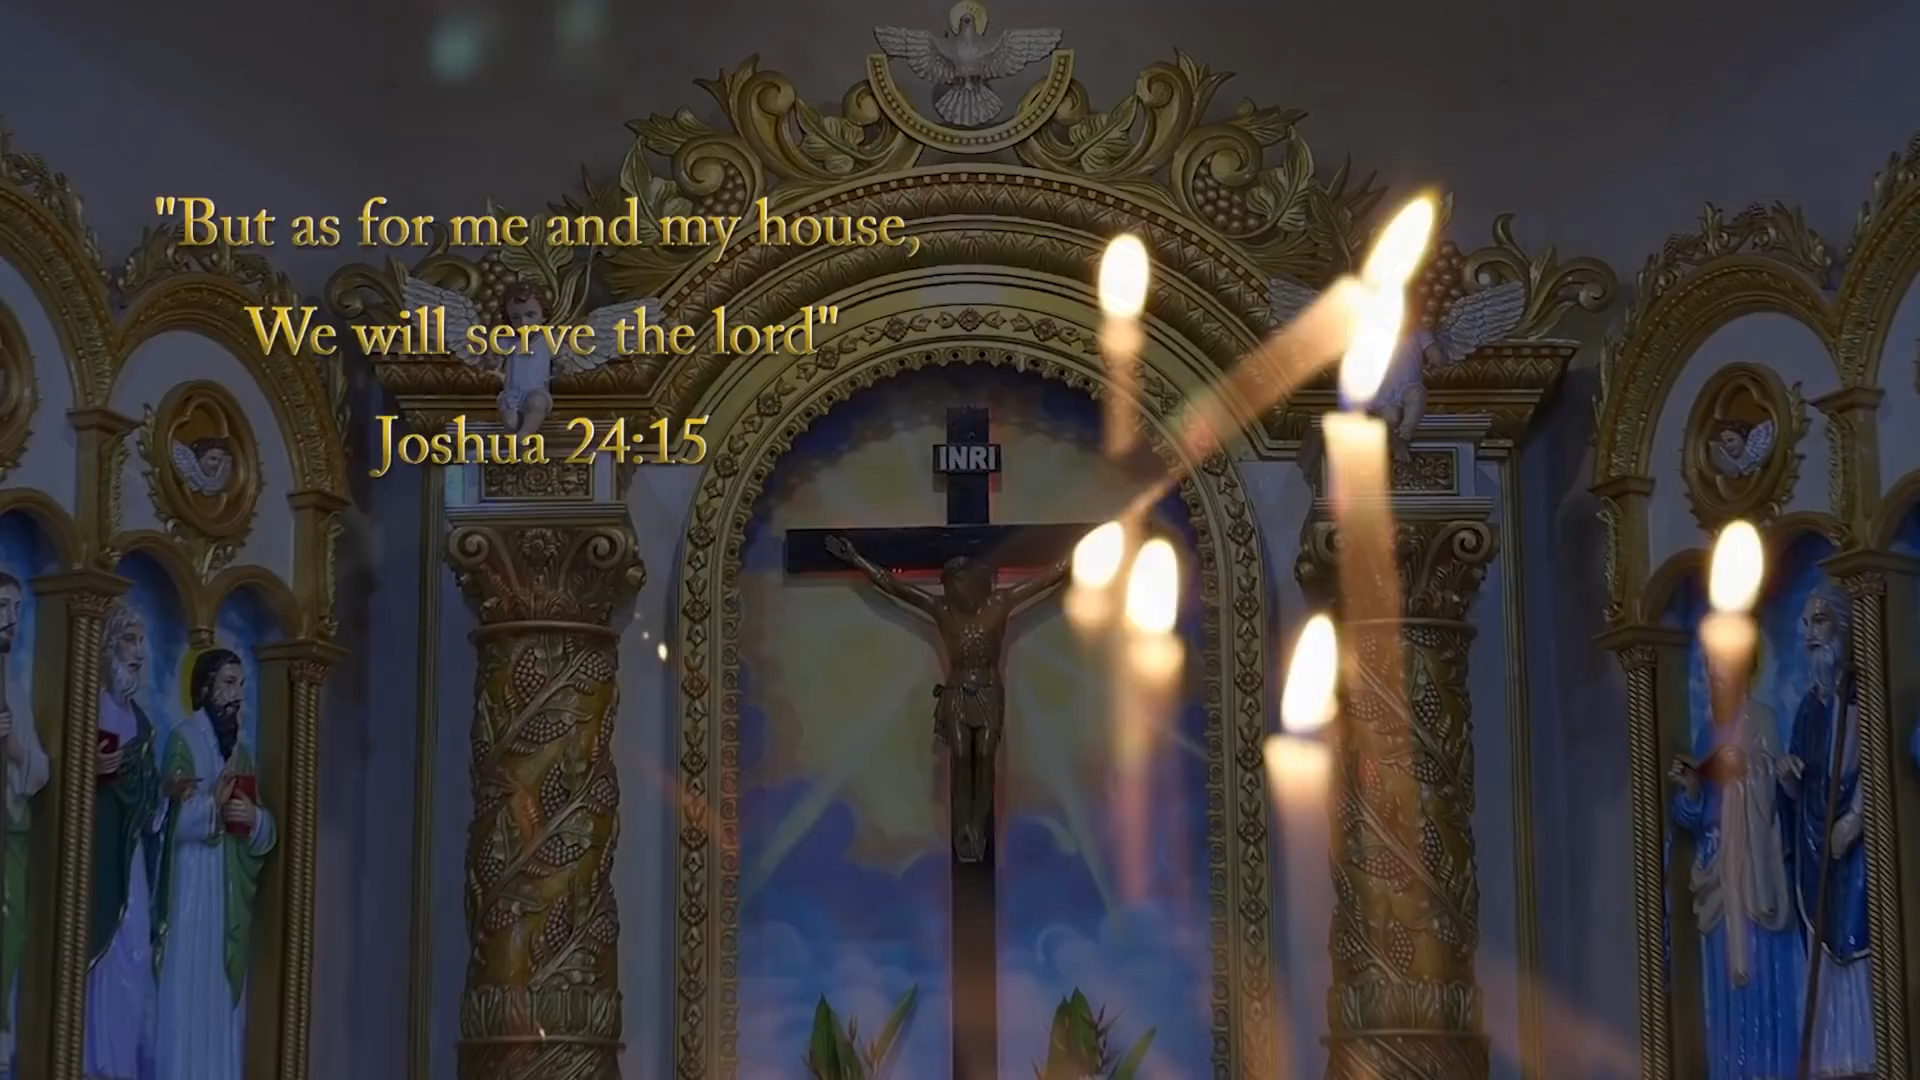 "But as for me and my house,
We will serve the lord"
Joshua 24:15
INRI